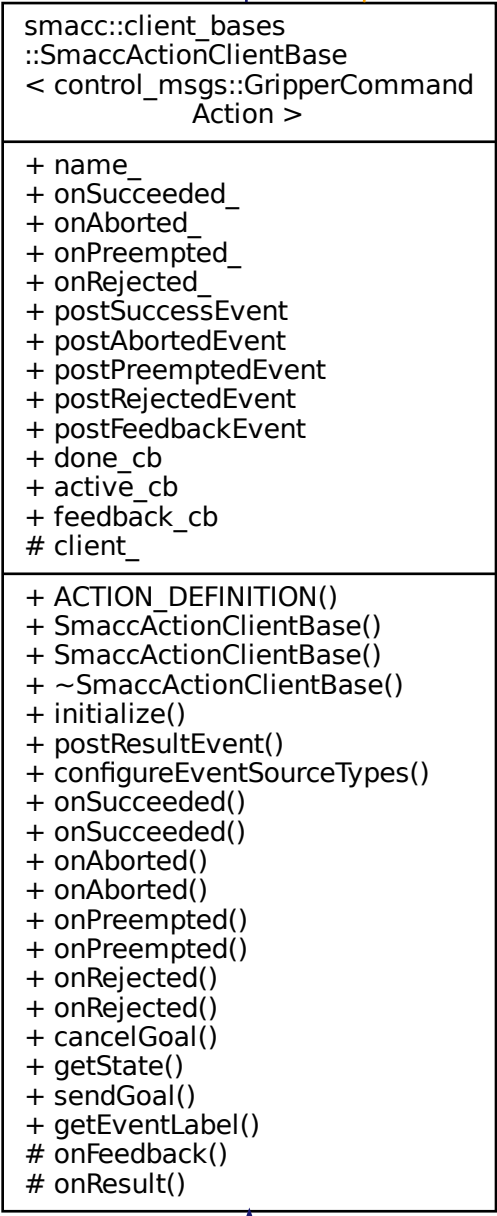 smacc::client_bases
::SmaccActionClientBase
< control_msgs::GripperCommand
Action >
+ name_
+ onSucceeded_
+ onAborted_
+ onPreempted_
+ onRejected_
+ postSuccessEvent
+ postAbortedEvent
+ postPreemptedEvent
+ postRejectedEvent
+ postFeedbackEvent
+ done_cb
+ active_cb
+ feedback_cb
# client_
+ ACTION_DEFINITION()
+ SmaccActionClientBase()
+ SmaccActionClientBase()
+ ~SmaccActionClientBase()
+ initialize()
+ postResultEvent()
+ configureEventSourceTypes()
+ onSucceeded()
+ onSucceeded()
+ onAborted()
+ onAborted()
+ onPreempted()
+ onPreempted()
+ onRejected()
+ onRejected()
+ cancelGoal()
+ getState()
+ sendGoal()
+ getEventLabel()
# onFeedback()
# onResult()